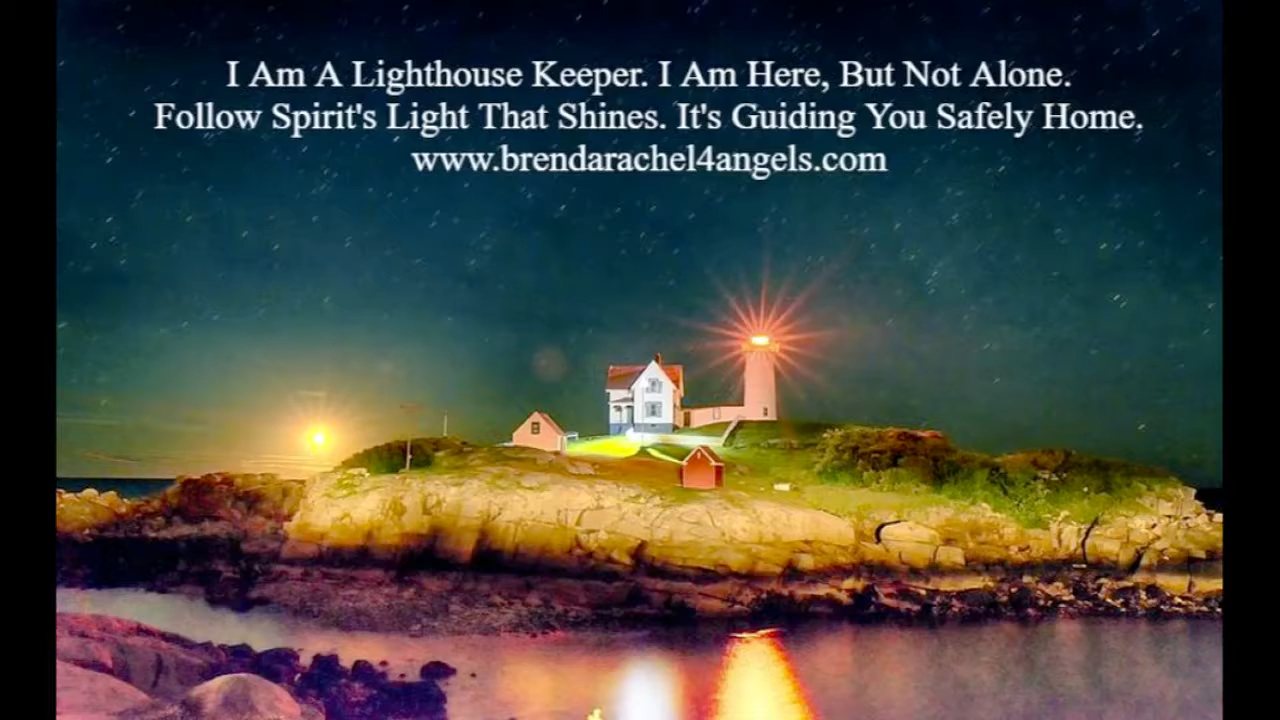 I Am A Lighthouse Keeper. I Am Here, But Not Alone.
Follow Spirit's Light That Shines. It's Guiding You Safely Home.
www.brendarachel4angels.com